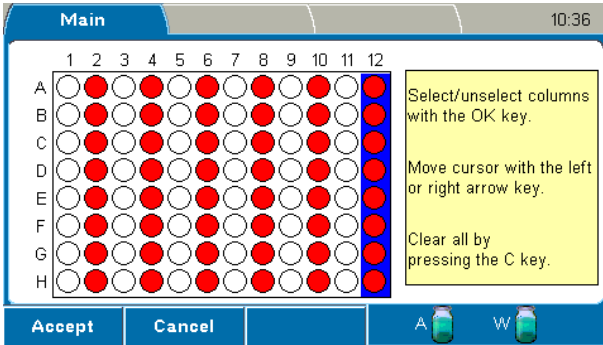 Main
10:36
1 2 3 4 5 6 7 8 9 10 11 12
A
B
C
D
E
F
G
H
Select/unselect columns
with the OK key.
Move cursor with the left
or right arrow key.
Clear all by
pressing the C key.
Accept Cancel A W